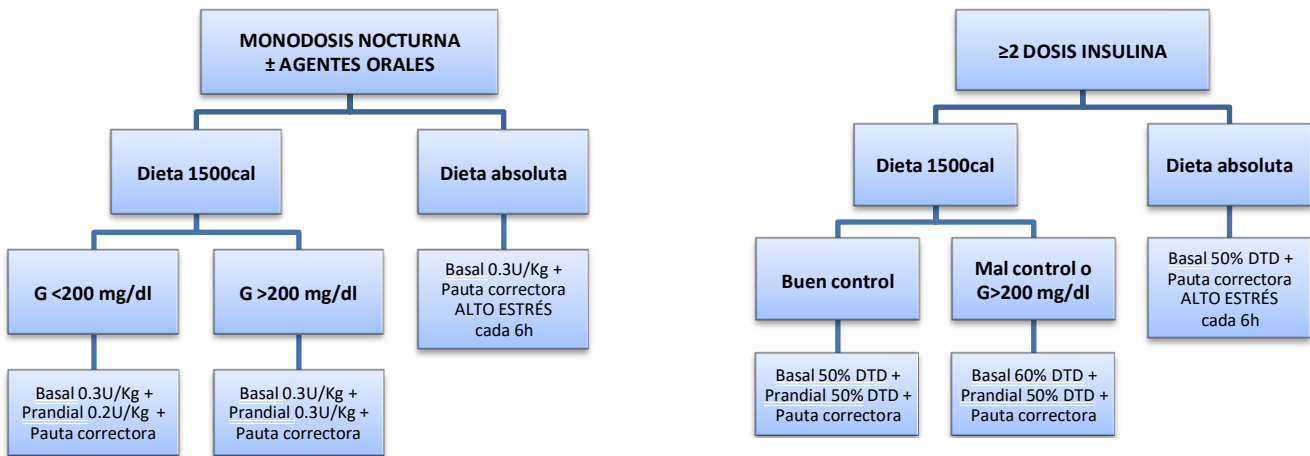 MONODOSIS NOCTURNA
± AGENTES ORALES
Dieta 1500cal
Dieta absoluta
G <200 mg/dl
G >200 mg/dl
Basal 0.3U/Kg +
Pauta correctora
ALTO ESTRÉS
cada 6h
Basal 0.3U/Kg +
Prandial 0.2U/Kg +
Pauta correctora
Basal 0.3U/Kg +
Prandial 0.3U/Kg +
Pauta correctora
≥2 DOSIS INSULINA
Dieta 1500cal
Dieta absoluta
Buen control
Mal control o
G>200 mg/dl
Basal 50% DTD +
Pauta correctora
ALTO ESTRÉS
cada 6h
Basal 50% DTD +
Prandial 50% DTD +
Pauta correctora
Basal 60% DTD +
Prandial 50% DTD +
Pauta correctora